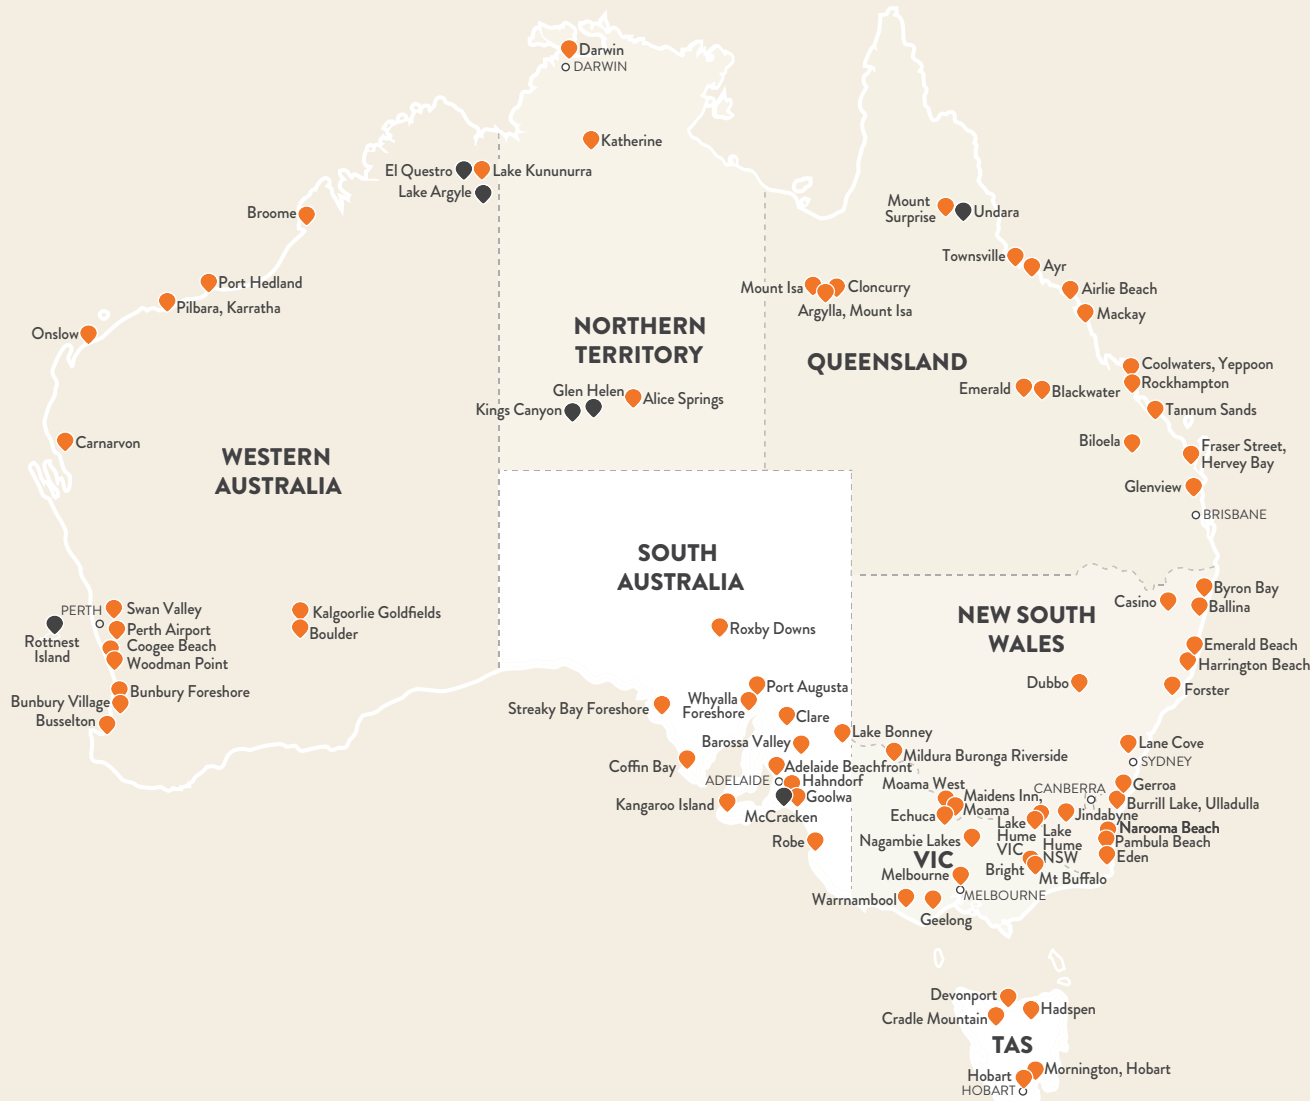 Darwin
DARWIN
Katherine
El Questro
Lake Kununurra
Lake Argyle
Broome
Mount
Surprise
Undara
Townsville
Ayr
Port Hedland
Pilbara, Karratha
Mount Isa
Cloncurry
Argylla, Mount Isa
Airlie Beach
Mackay
Onslow
NORTHERN
TERRITORY
QUEENSLAND
Coolwaters, Yeppoon
Rockhampton
Glen Helen
Kings Canyon
Alice Springs
Emerald
Blackwater
Tannum Sands
Carnarvon
WESTERN
AUSTRALIA
Biloela
Fraser Street,
Hervey Bay
Glenview
BRISBANE
SOUTH
AUSTRALIA
Byron Bay
Casino
Ballina
PERTH
Swan Valley
Rottnest
Island
Perth Airport
Coogee Beach
Woodman Point
Kalgoorlie Goldfields
Boulder
Roxby Downs
NEW SOUTH
WALES
Emerald Beach
Harrington Beach
Bunbury Foreshore
Bunbury Village
Busselton
Streaky Bay Foreshore
Port Augusta
Whyalla
Foreshore
Clare
Dubbo
Forster
Lake Bonney
Barossa Valley
Mildura Buronga Riverside
Lane Cove
SYDNEY
Coffin Bay
Adelaide Beachfront
ADELAIDE
Hahndorf
Goolwa
McCracken
Kangaroo Island
Moama West
Maidens Inn,
Moama
Echuca
CANBERRA
Gerroa
Burrill Lake, Ulladulla
Jindabyne
Lake
Hume
VIC
Lake
Hume
NSW
Narooma Beach
Pambula Beach
Eden
Robe
Nagambie Lakes
VIC
Bright
Mt Buffalo
Melbourne
MELBOURNE
Warrnambool
Geelong
Devonport
Hadspen
Cradle Mountain
TAS
Mornington, Hobart
Hobart
HOBART